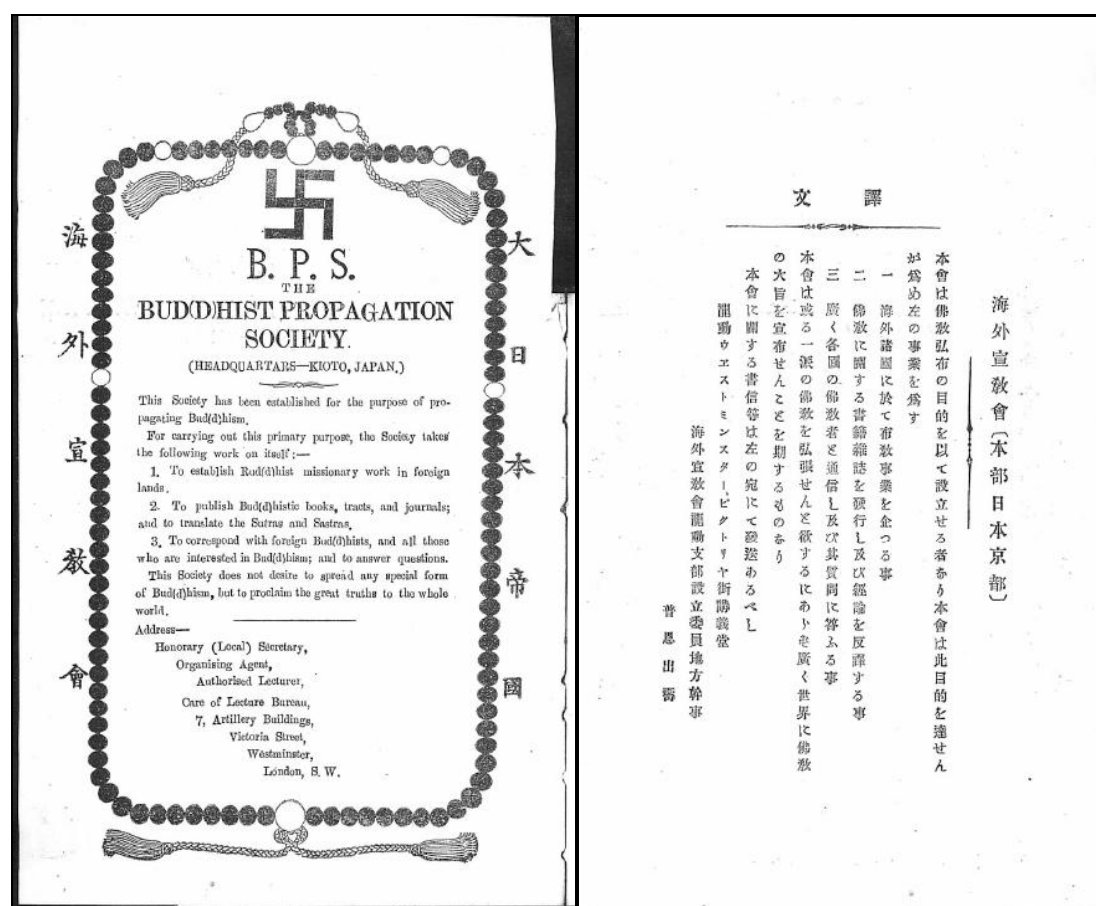 大日本帝國
海外宣敎會
B. P. S.
THE
BUD(D)HIST PROPAGATION
SOCIETY.
(HEADQUARTARS—KIOTO, JAPAN.)
This Society has been established for the purpose of pro-
pagating Bud(d)hism.
For carrying out this primary purpose, the Society takes
the following work on itself:—
1. To establish Bud(d)hist missionary work in foreign
lands.
2. To publish Bud(d)histic books, tracts, and journals;
and to translate the Sutras and Sastras.
3. To correspond with foreign Bud(d)hists, and all those
who are interested in Bud(d)hism; and to answer questions.
This Society does not desire to spread any special form
of Bud(d)hism, but to proclaim the great truths to the whole
world.
Address—
Honorary (Local) Secretary,
Organising Agent,
Authorised Lecturer,
Care of Lecture Bureau,
7, Artillery Buildings,
Victoria Street,
Westminster,
London, S. W.
譯文
海外宣敎會〔本部日本京都〕
本會は佛敎弘布の目的を以て設立せる者なり本會は此目的を達せん
が爲め左の事業を爲す
一 海外諸國に於て布敎事業を企つる事
二 佛敎に關する書籍雜誌を發行し及び經論を反譯する事
三 廣く各國の佛敎者と通信し及び其質問に答ふる事
本會は或る一派の佛敎を弘張せんと欲するにあらず廣く世界に佛敎
の大旨を宣布せんことを期するものなり
本會に關する書信等は左の宛にて發送あるべし
龍動ウエストミンスター、ビクトリヤ街講義堂
海外宣敎會龍動支部設立委員地方幹事
普恩出